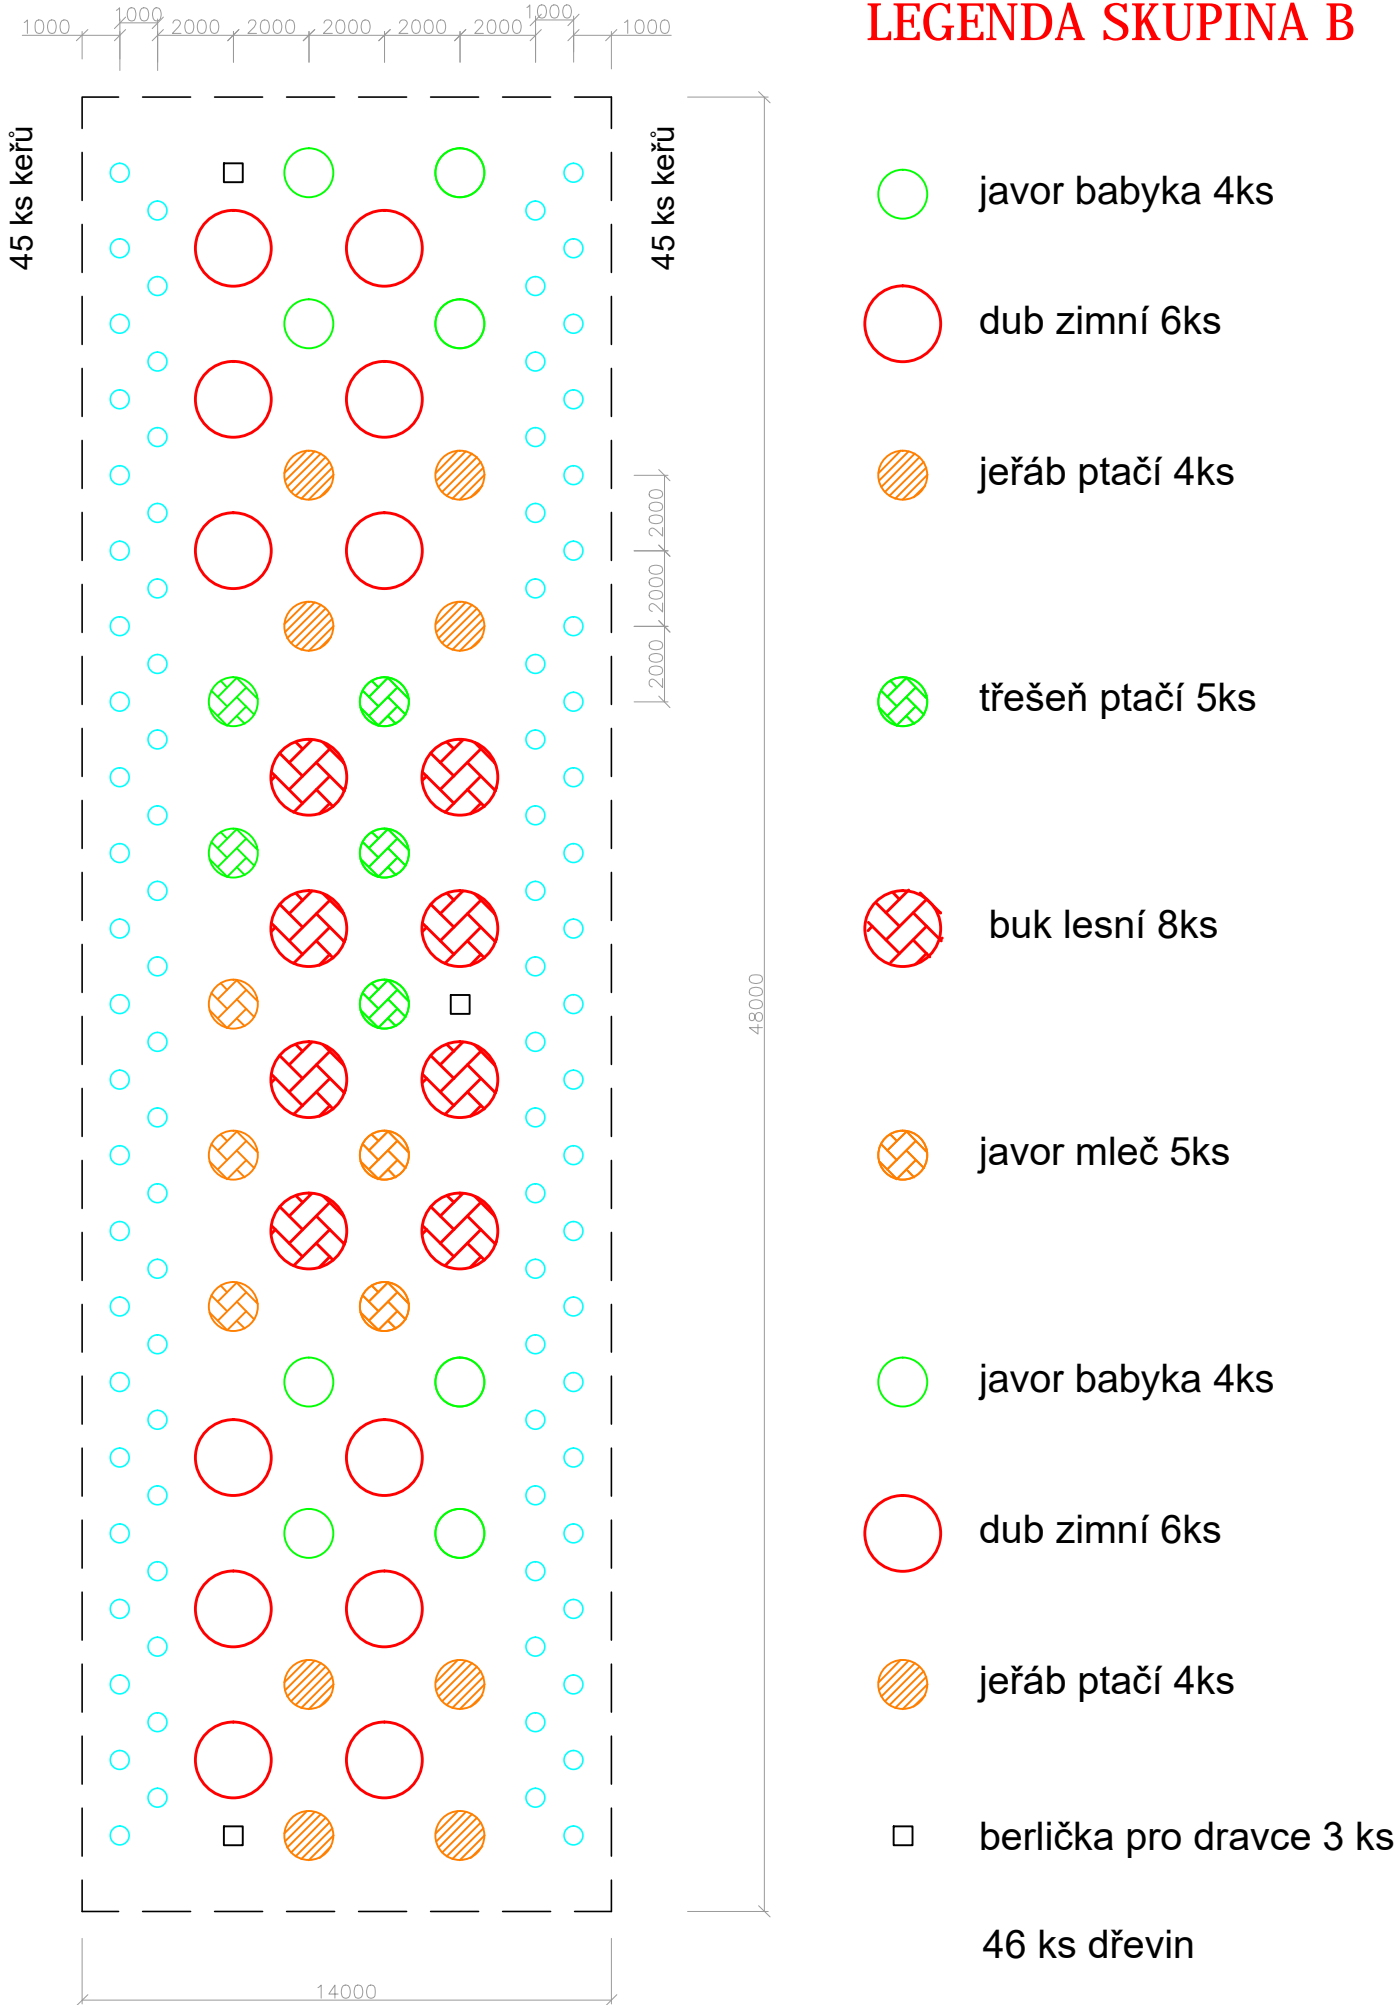 LEGENDA SKUPINA B
1000
1000
2000
2000
2000
2000
2000
1000
1000
45 ks keřů
45 ks keřů
javor babyka 4ks
dub zimní 6ks
jeřáb ptačí 4ks
2000
2000
2000
třešeň ptačí 5ks
buk lesní 8ks
48000
javor mleč 5ks
javor babyka 4ks
dub zimní 6ks
jeřáb ptačí 4ks
berlička pro dravce 3 ks
46 ks dřevin
14000